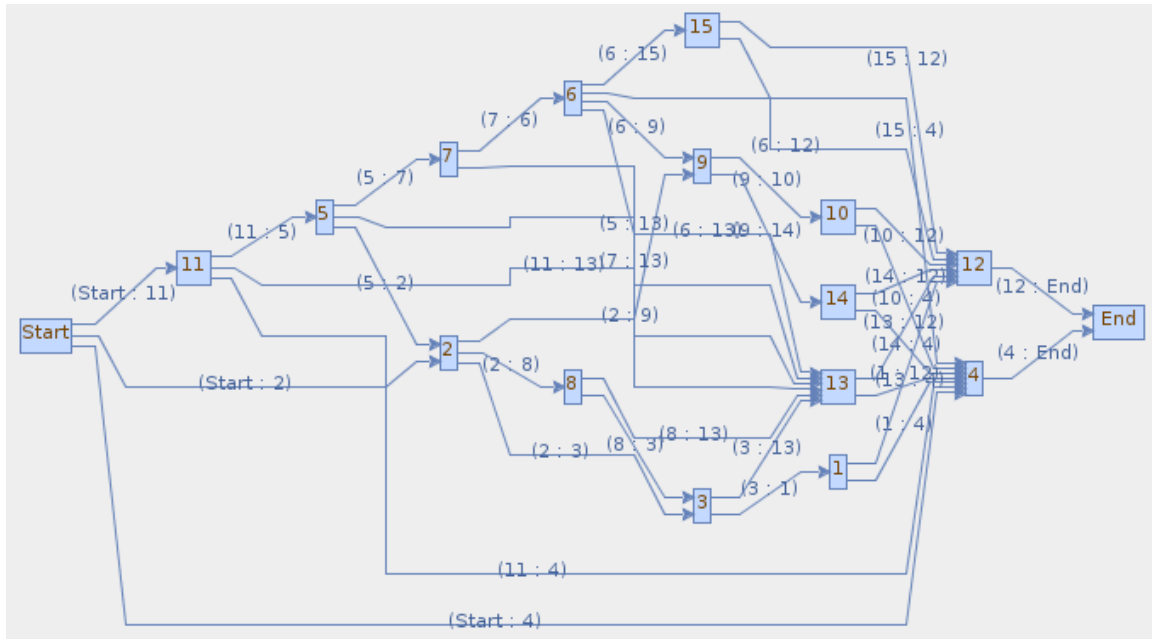 15
(6 : 15)
(15 : 12)
6
(7 : 6)
(6 : 9)
(15 : 4)
(6 : 12)
7
9
(5 : 7)
(9 : 10)
5
10
(11 : 5)
(5 : 13)
(6 : 13)
(9 : 14)
(10 : 12)
11
(11 : 13)
(7 : 13)
12
(Start : 11)
(5 : 2)
(14 : 12)
(12 : End)
14
(10 : 4)
Start
(2 : 9)
(13 : 12)
End
2
(14 : 4)
(4 : End)
(2 : 8)
(1 : 12)
4
(Start : 2)
8
13
(13 : 4)
(1 : 4)
(8 : 13)
(2 : 3)
(8 : 3)
(3 : 13)
1
(3 : 1)
3
(11 : 4)
(Start : 4)